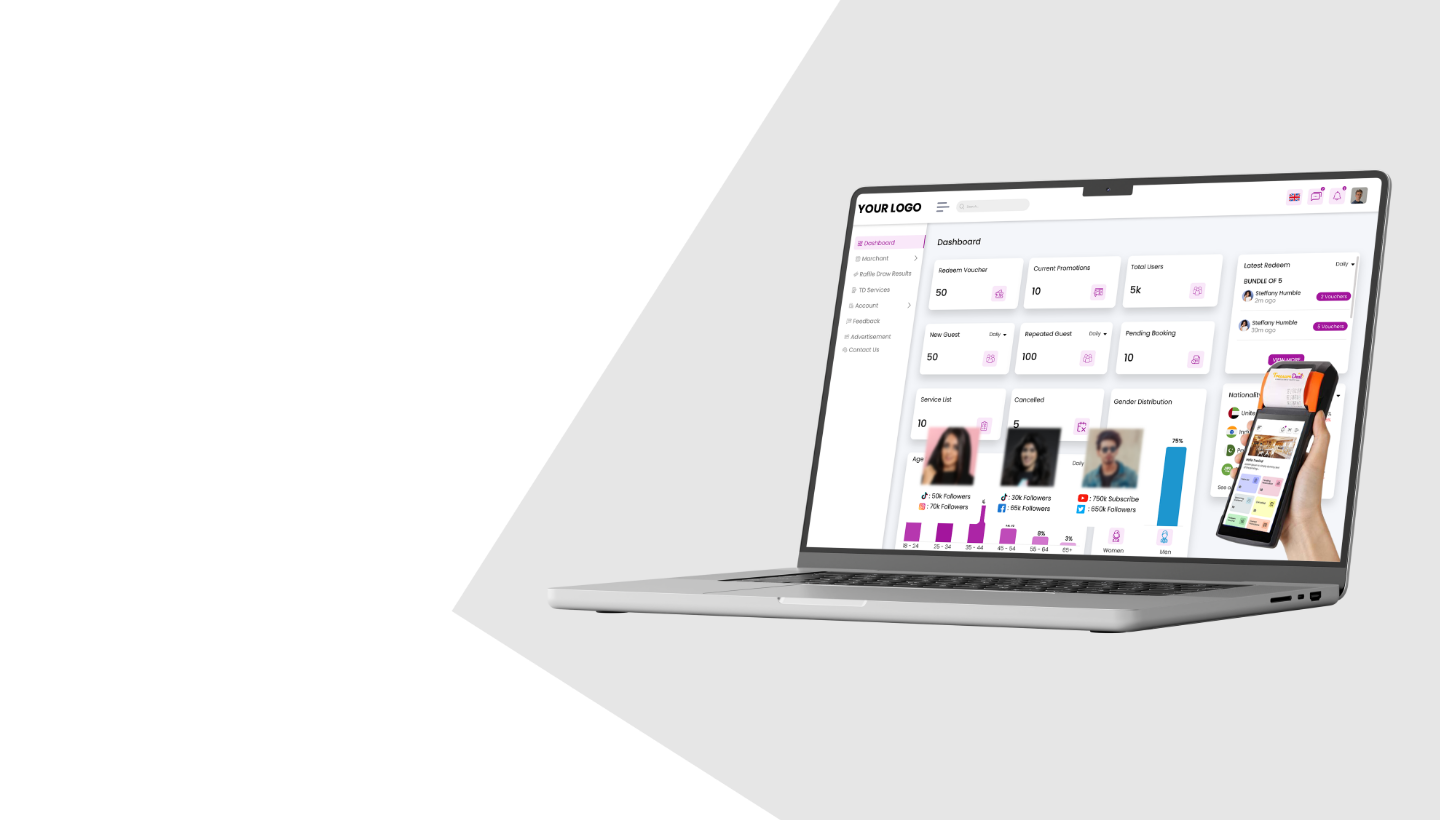 YOUR LOGO
Search
Dashboard
Merchant
Raffle Draw Results
TD Services
Account
Feedback
Advertisement
Contact Us
Dashboard
Redeem Voucher
50
Current Promotions
10
Total Users
5k
New Guest
Daily
50
Repeated Guest
Daily
100
Pending Booking
10
Service List
10
Cancelled
5
Gender Distribution
75%
Women
Men
Age
Daily
: 50k Followers
: 70k Followers
: 30k Followers
: 65k Followers
: 750k Subscribe
: 650k Followers
8%
3%
18 - 24
25 - 34
35 - 44
45 - 54
55 - 64
65+
Latest Redeem
Daily
BUNDLE OF 5
Steffany Humble
2m ago
2 Vouchers
Steffany Humble
30m ago
5 Vouchers
VIEW MORE
Nationality
See